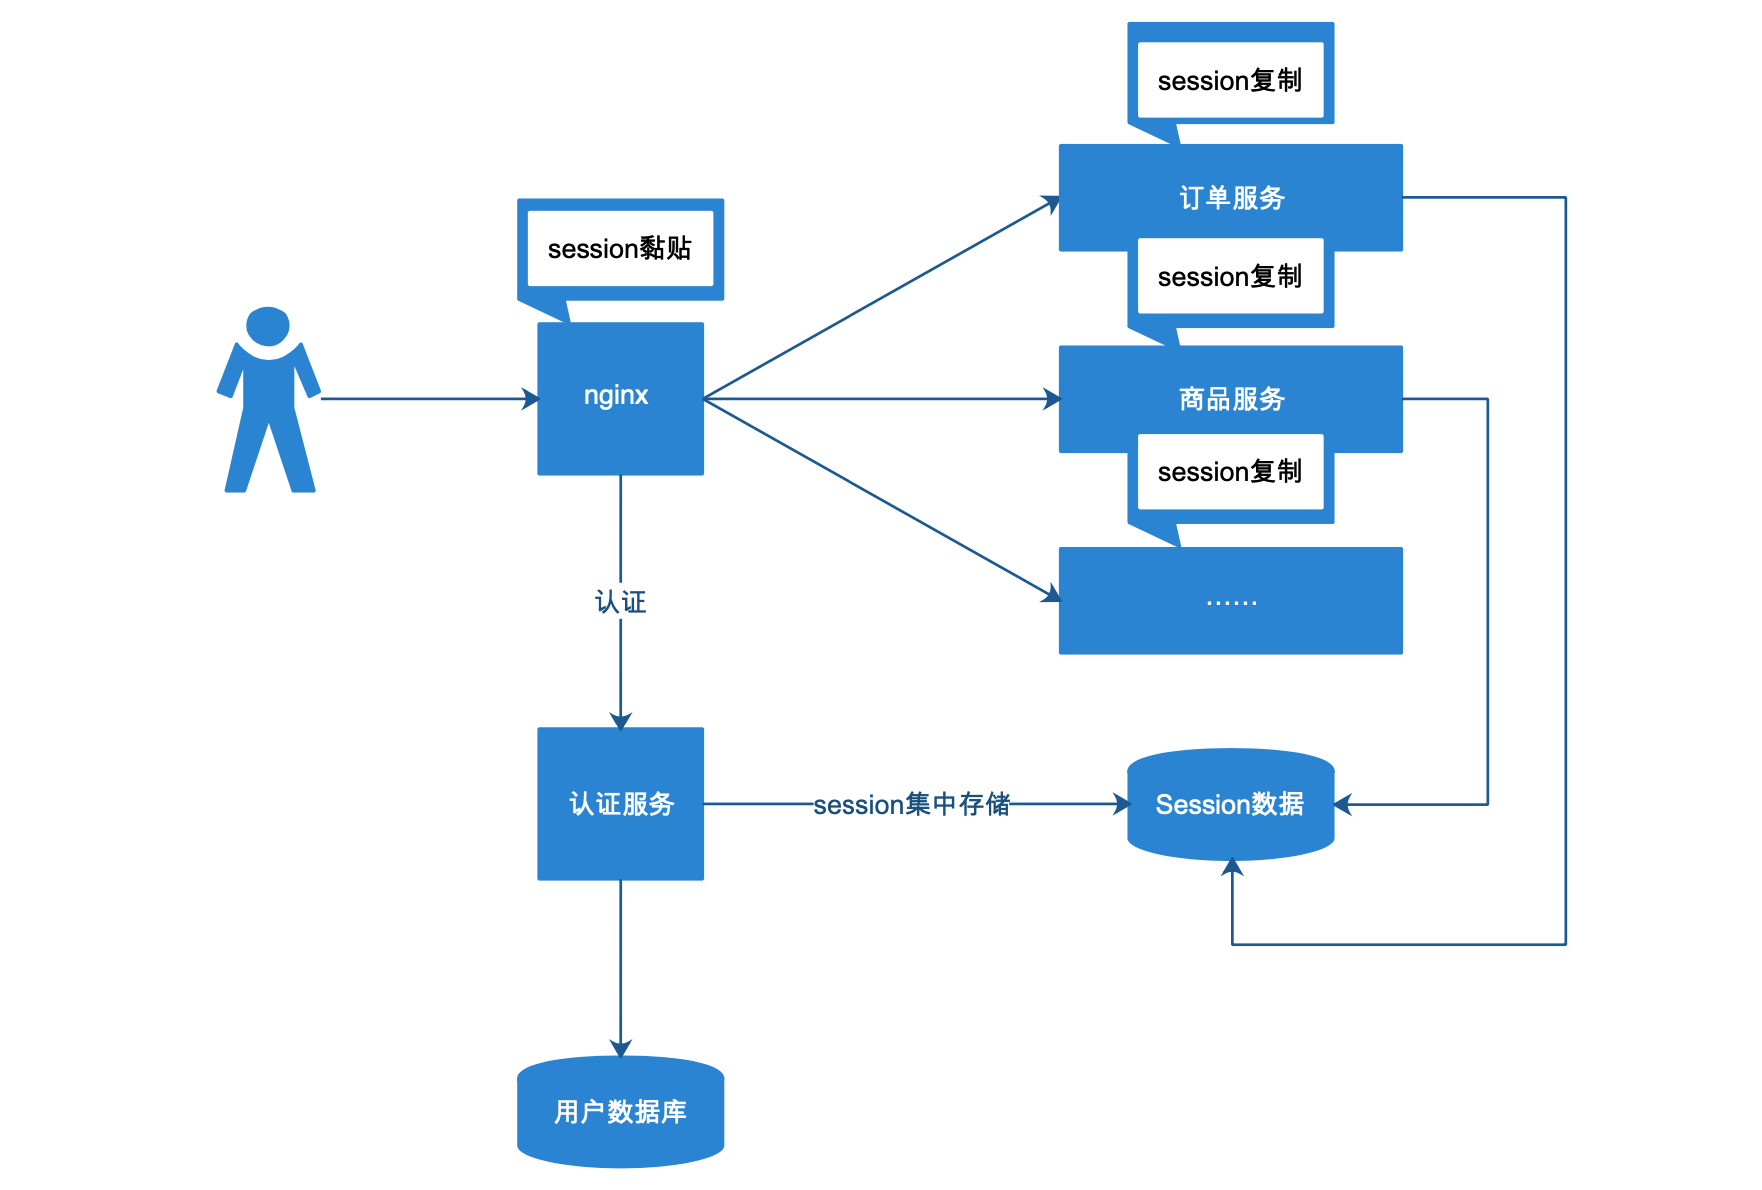 session复制
订单服务
session黏贴
session复制
nginx
商品服务
session复制
认证
......
认证服务
session集中存储
Session数据
用户数据库